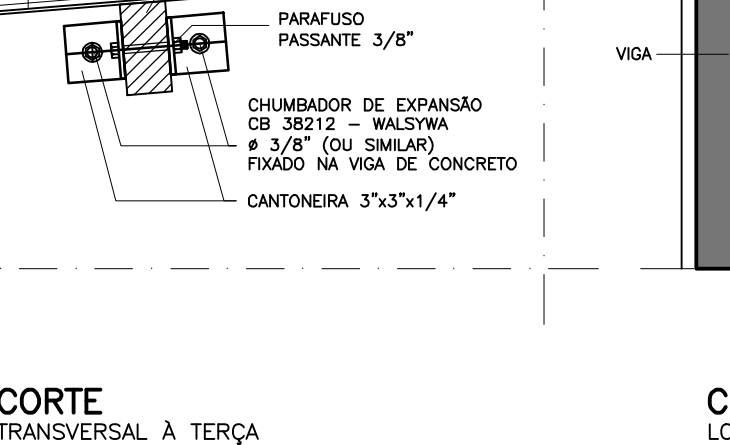 PARAFUSO
PASSANTE 3/8"
VIGA
CHUMBADOR DE EXPANSÃO
CB 38212 – WALSYWA
ø 3/8" (OU SIMILAR)
FIXADO NA VIGA DE CONCRETO
CANTONEIRA 3"x3"x1/4"
CORTE
TRANSVERSAL À TERÇA
C
LO